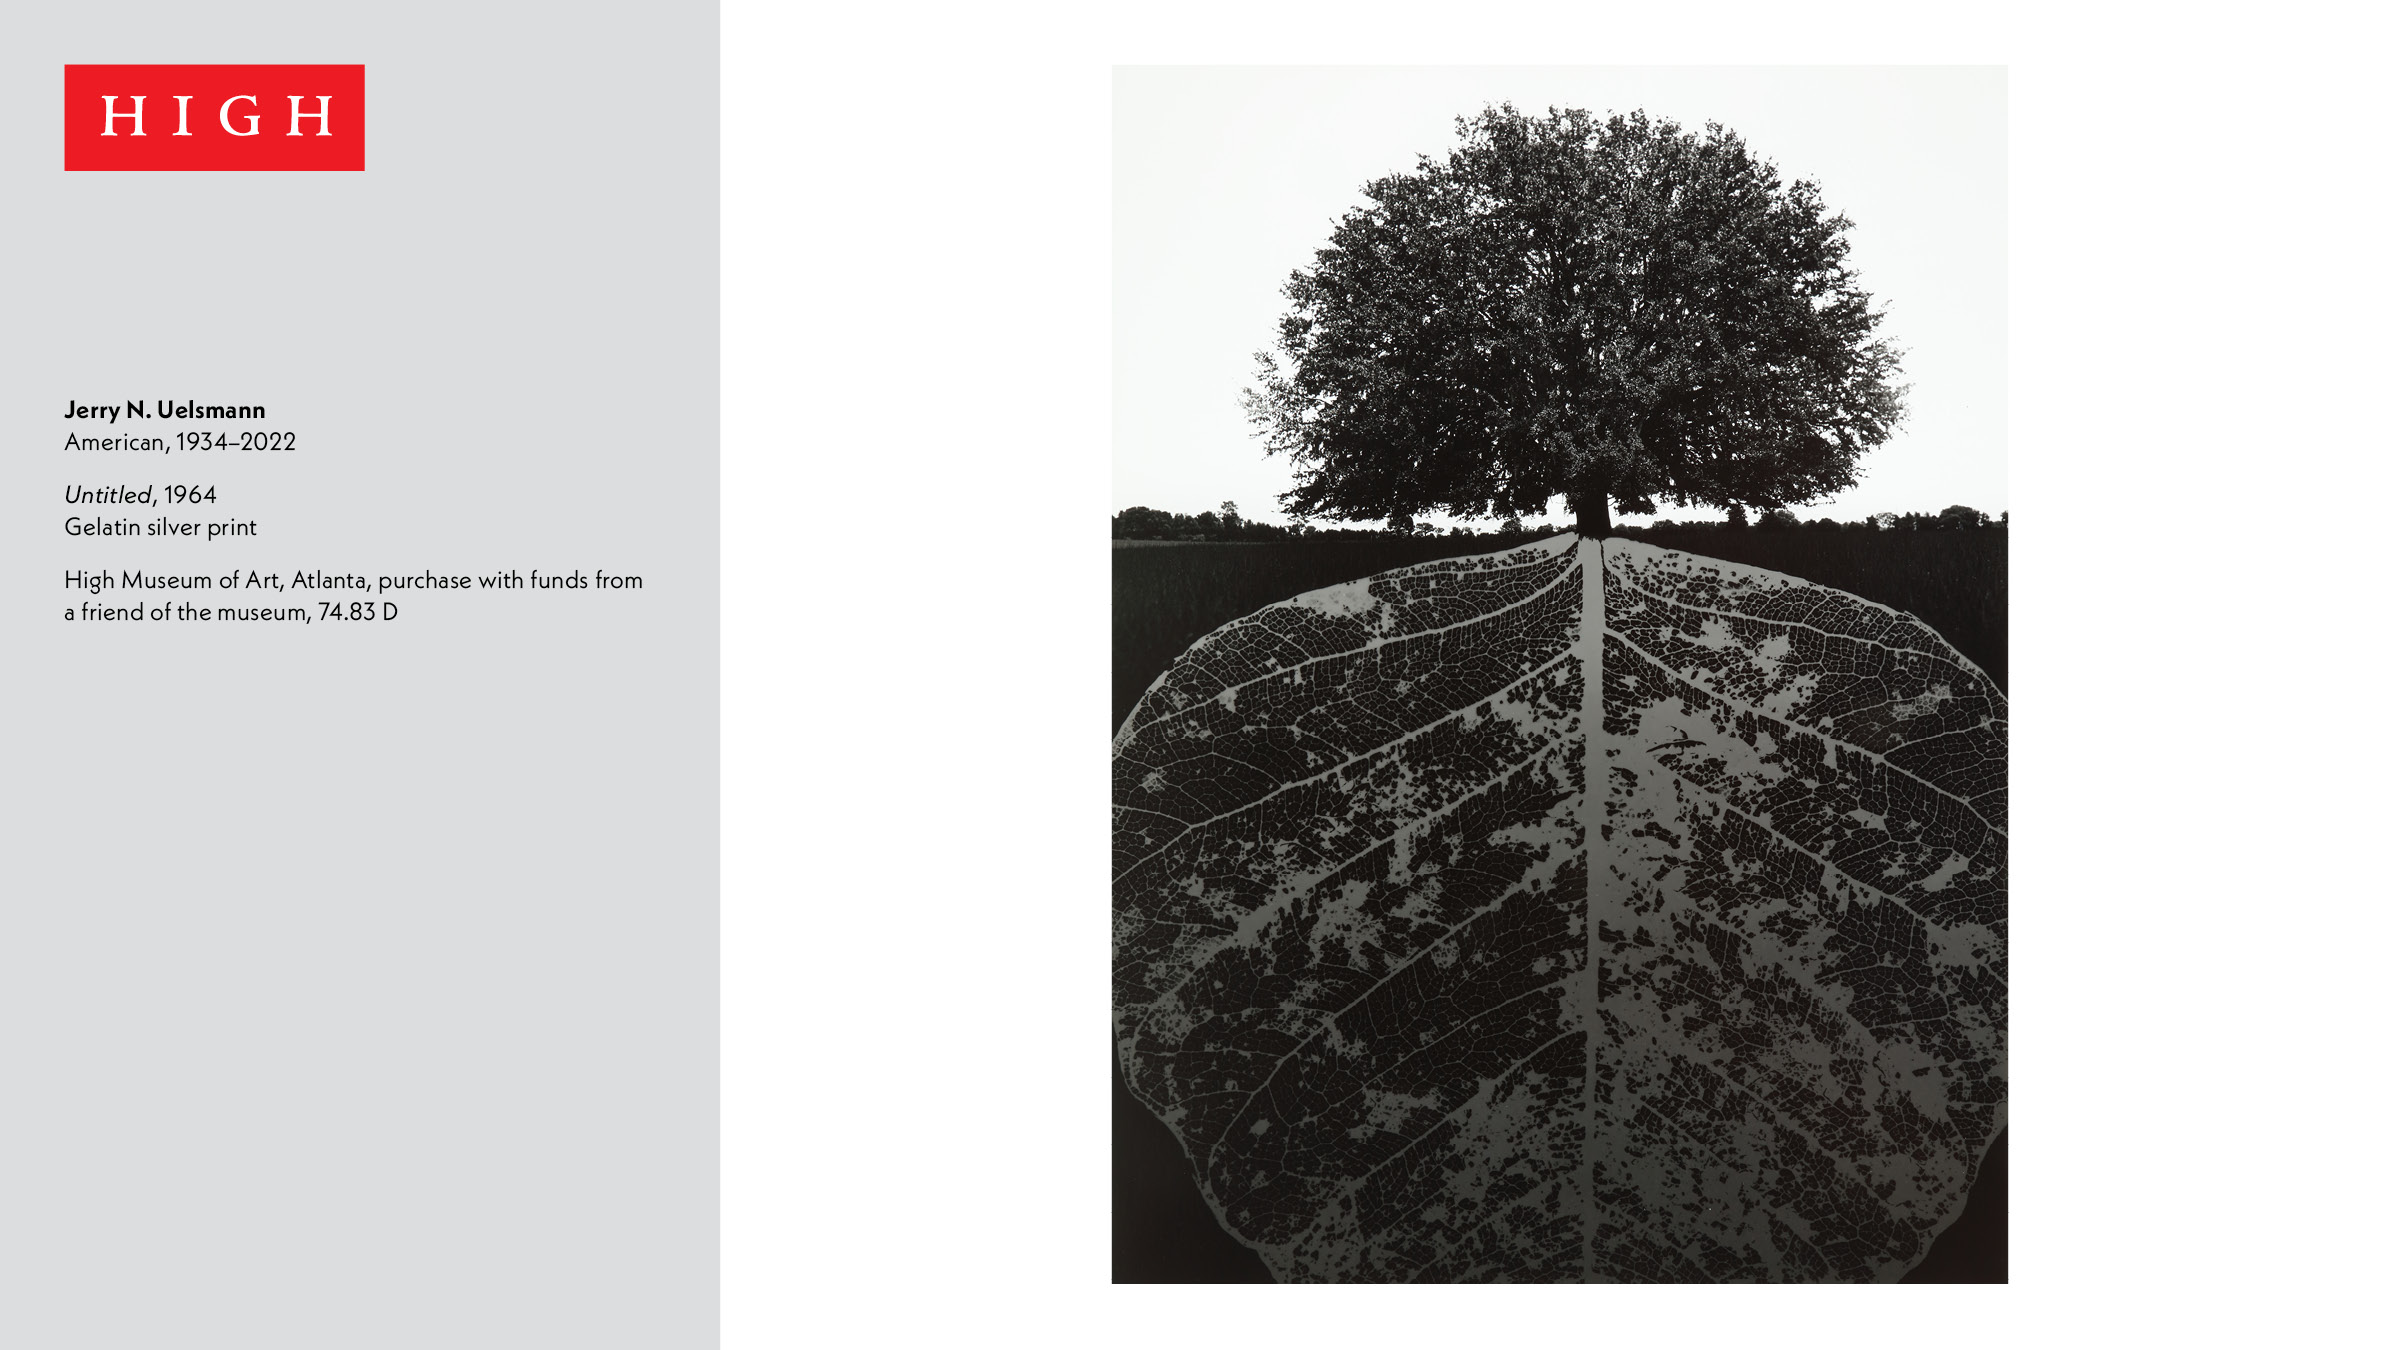 HIGH
Jerry N. Uelsmann
American, 1934–2022
Untitled, 1964
Gelatin silver print
High Museum of Art, Atlanta, purchase with funds from
a friend of the museum, 74.83 D